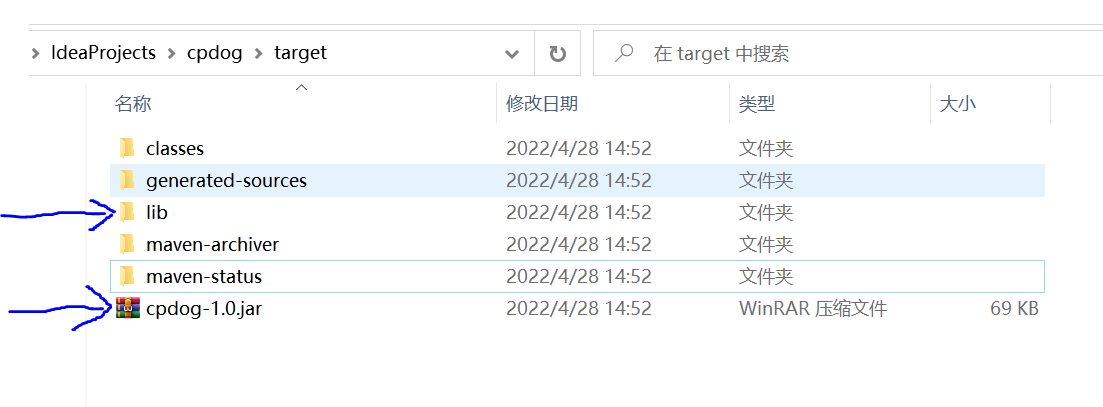 IdeaProjects cpdog target 在 target 中搜索
名称 修改日期 类型 大小
classes 2022/4/28 14:52 文件夹
generated-sources 2022/4/28 14:52 文件夹
lib 2022/4/28 14:52 文件夹
maven-archiver 2022/4/28 14:52 文件夹
maven-status 2022/4/28 14:52 文件夹
cpdog-1.0.jar 2022/4/28 14:52 WinRAR 压缩文件 69 KB